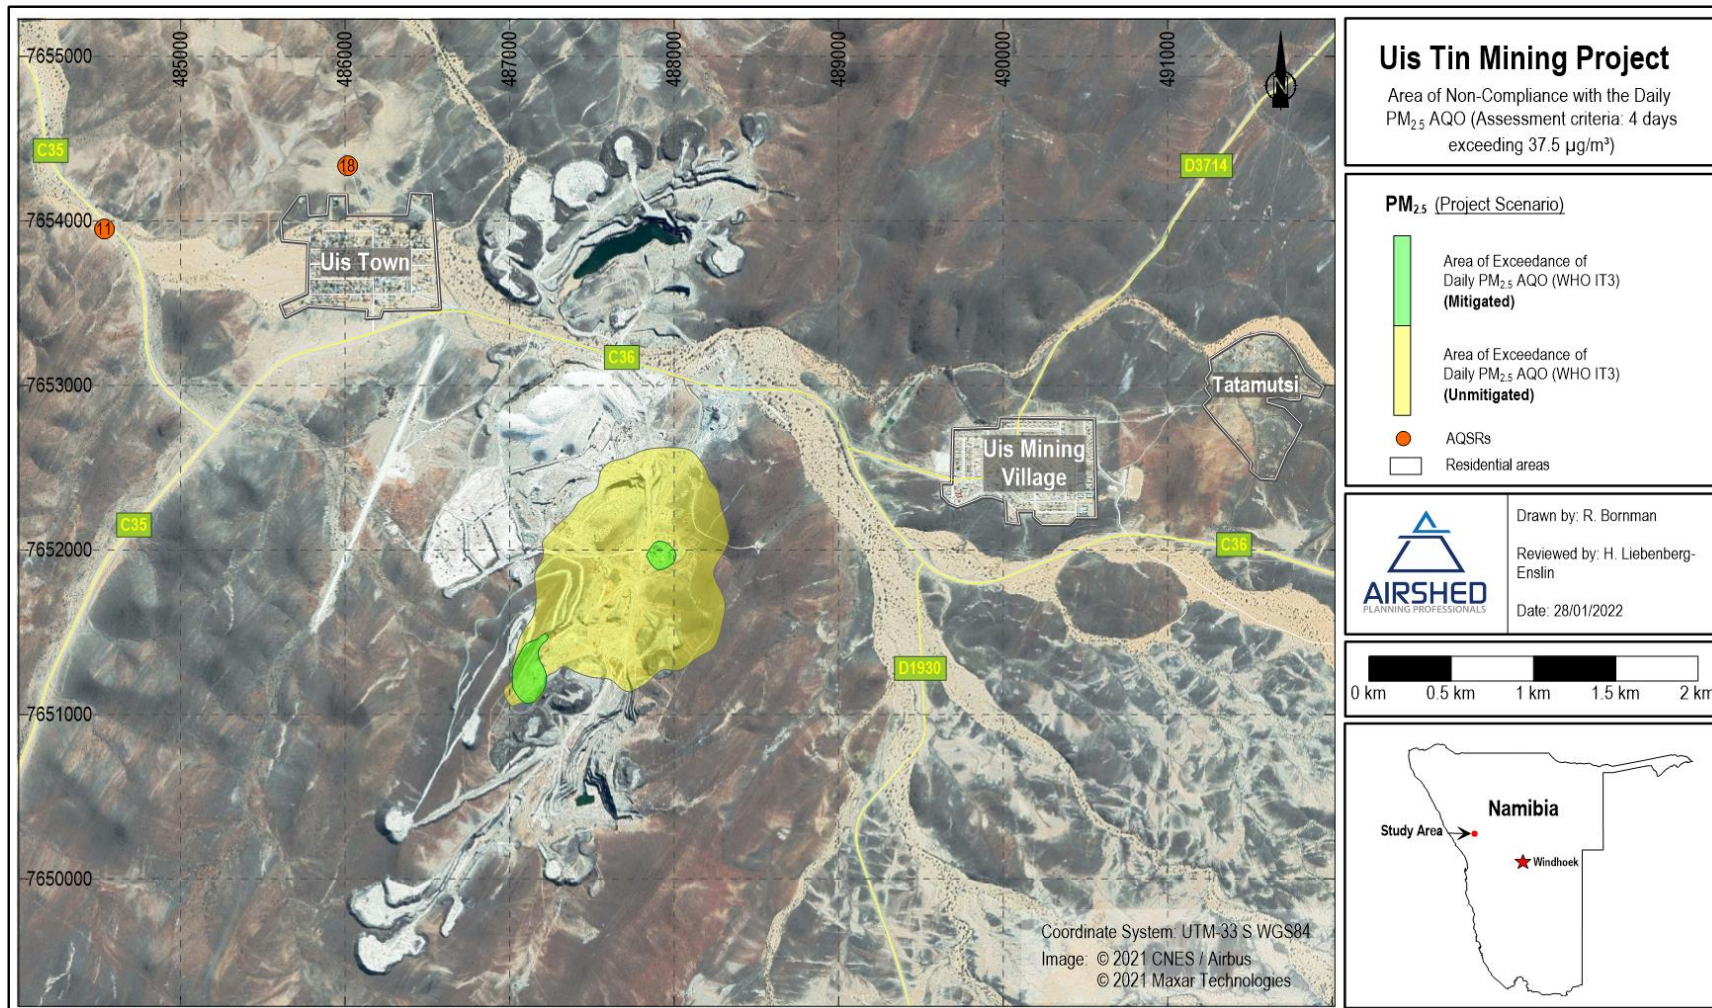 7655000
7654000
7653000
7652000
7651000
7650000
485000
486000
487000
488000
489000
490000
491000
C35
18
11
Uis Town
D3714
C36
Tatamutsi
Uis Mining
Village
C35
C36
D1930
Coordinate System: UTM-33 S WGS84
Image: © 2021 CNES / Airbus
© 2021 Maxar Technologies
Uis Tin Mining Project
Area of Non-Compliance with the Daily
PM2.5 AQO (Assessment criteria: 4 days
exceeding 37.5 µg/m³)
N
PM2.5 (Project Scenario)
Area of Exceedance of
Daily PM2.5 AQO (WHO IT3)
(Mitigated)
Area of Exceedance of
Daily PM2.5 AQO (WHO IT3)
(Unmitigated)
AQSRs
Residential areas
AIRSHED
PLANNING PROFESSIONALS
Drawn by: R. Bornman
Reviewed by: H. Liebenberg-
Enslin
Date: 28/01/2022
0 km 0.5 km 1 km 1.5 km 2 km
Namibia
Study Area
Windhoek